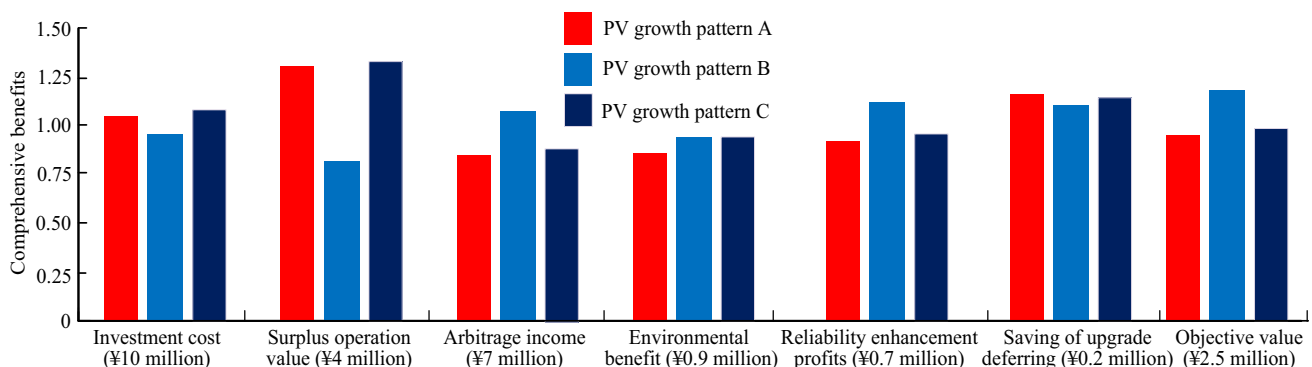 Comprehensive benefits
1.50
1.25
1.00
0.75
0.50
0.25
0
PV growth pattern A
PV growth pattern B
PV growth pattern C
Investment cost
(¥10 million)
Surplus operation
value (¥4 million)
Arbitrage income
(¥7 million)
Environmental
benefit (¥0.9 million)
Reliability enhancement
profits (¥0.7 million)
Saving of upgrade
deferring (¥0.2 million)
Objective value
(¥2.5 million)